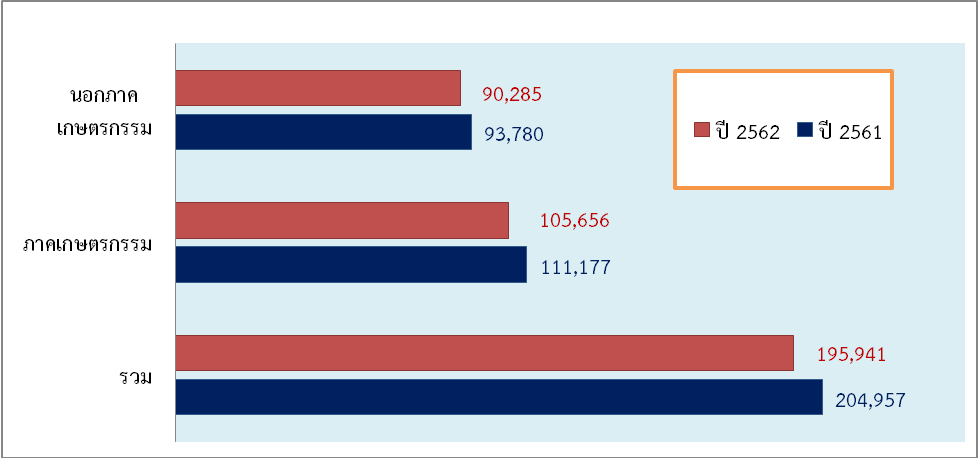 นอกภาค
เกษตรกรรม
90,285
93,780
ปี 2562 ปี 2561
ภาคเกษตรกรรม
105,656
111,177
รวม
195,941
204,957